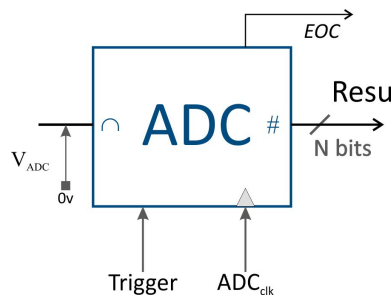 EOC
Resu
ADC
#
N bits
VADC
0v
Trigger
ADCclk